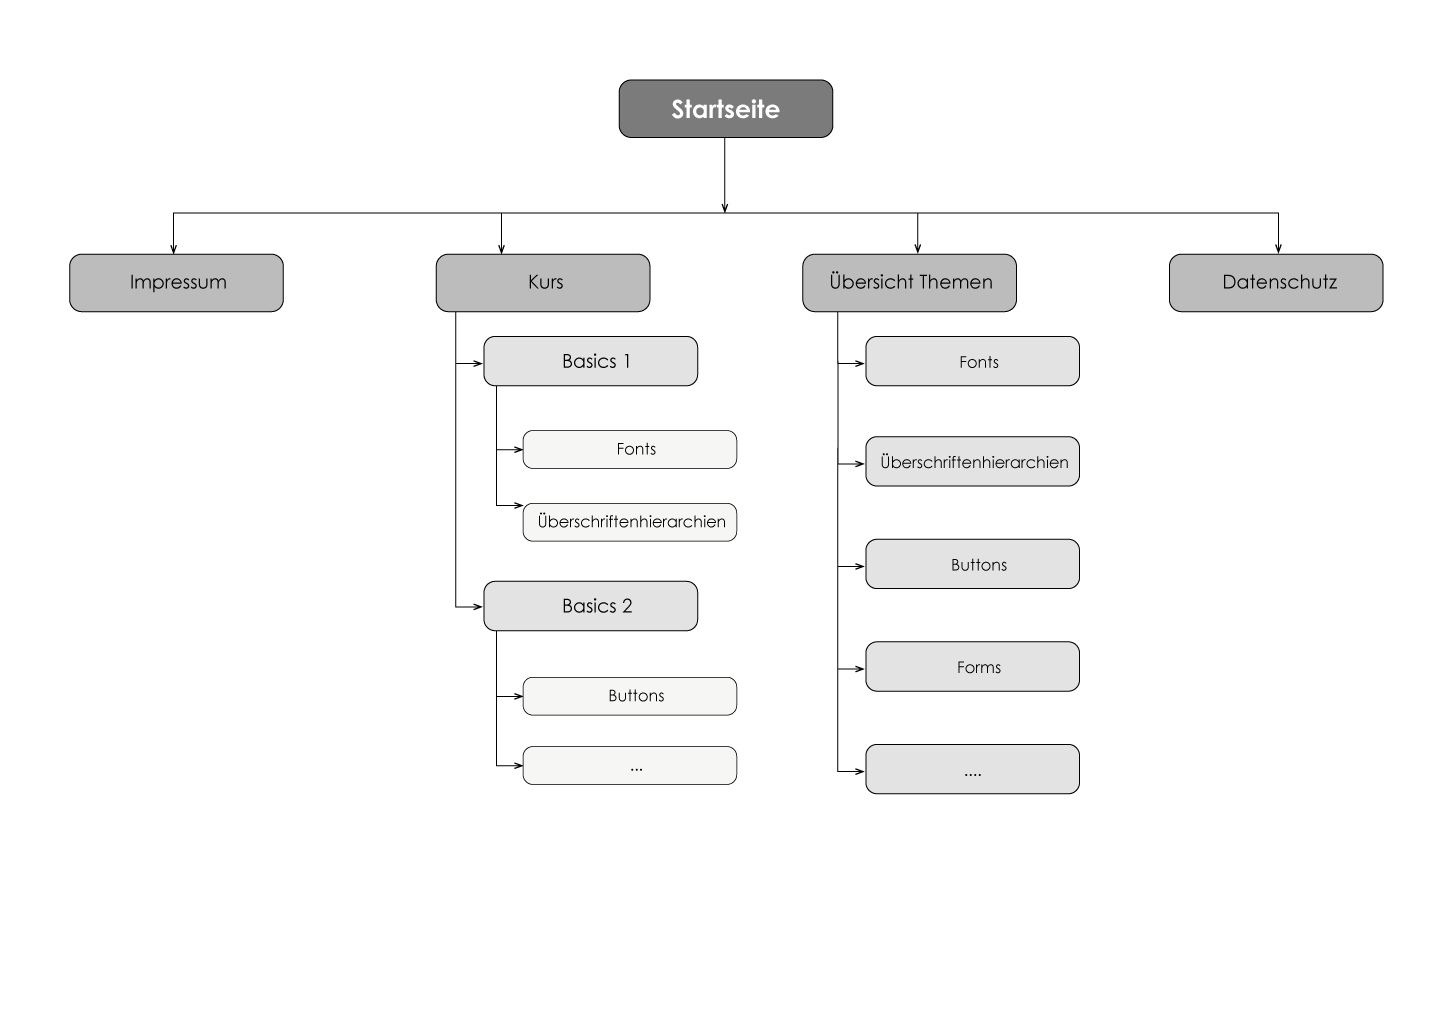 Startseite
Impressum
Kurs
Übersicht Themen
Datenschutz
Basics 1
Fonts
Überschriftenhierarchien
Basics 2
Buttons
...
Fonts
Überschriftenhierarchien
Buttons
Forms
....